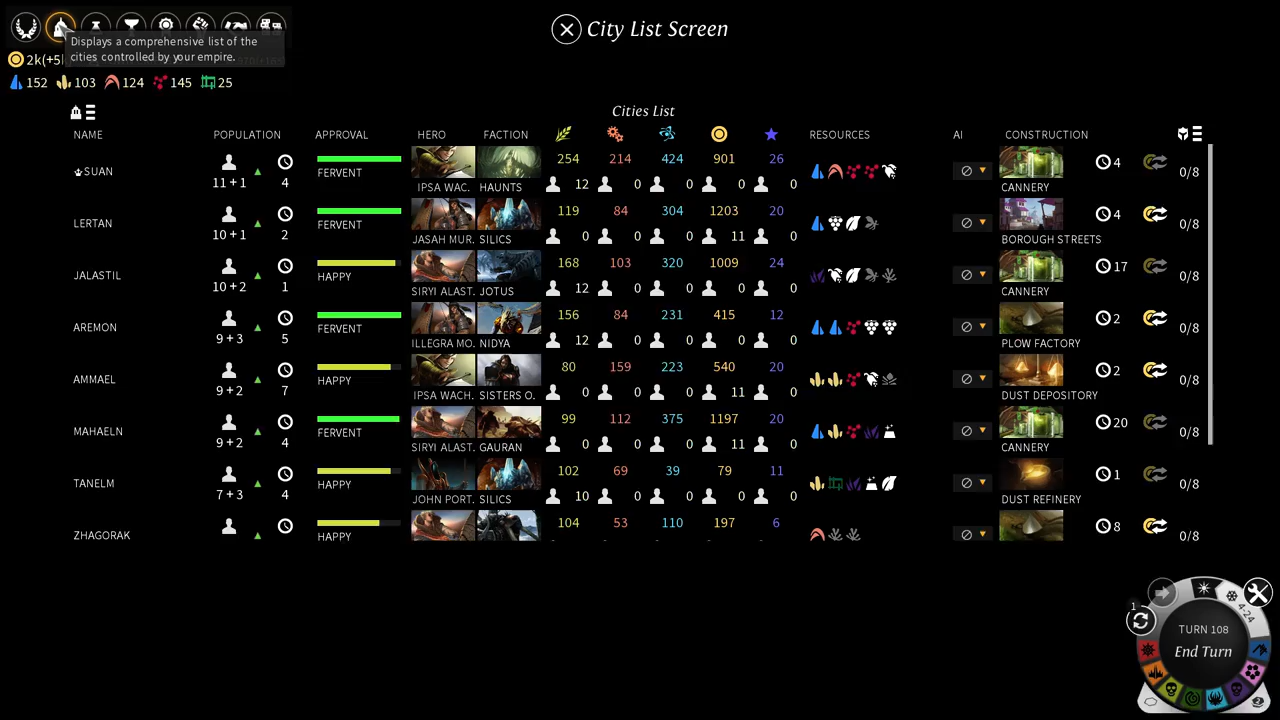 City List Screen
Displays a comprehensive list of the
cities controlled by your empire.
2k(+5k
152 103 124 145 25
Cities List
NAME POPULATION APPROVAL HERO FACTION RESOURCES AI CONSTRUCTION
SUAN 11 + 1 4 FERVENT IPSA WAC. HAUNTS 254 214 424 901 26 4 0/8
12 0 0 0 0 CANNERY
LERTAN 10 + 1 2 FERVENT JASAH MUR. SILICS 119 84 304 1203 20 4 0/8
0 0 0 11 0 BOROUGH STREETS
JALASTIL 10 + 2 1 HAPPY SIRYI ALAST. JOTUS 168 103 320 1009 24 17 0/8
12 0 0 0 0 CANNERY
AREMON 9 + 3 5 FERVENT ILLEGRA MO. NIDYA 156 84 231 415 12 2 0/8
12 0 0 0 0 PLOW FACTORY
AMMAEL 9 + 2 7 HAPPY IPSA WACH. SISTERS O. 80 159 223 540 20 2 0/8
0 0 0 11 0 DUST DEPOSITORY
MAHAELN 9 + 2 4 FERVENT SIRYI ALAST. GAURAN 99 112 375 1197 20 20 0/8
0 0 0 11 0 CANNERY
TANELM 7 + 3 4 HAPPY JOHN PORT. SILICS 102 69 39 79 11 1 0/8
10 0 0 0 0 DUST REFINERY
ZHAGORAK HAPPY 104 53 110 197 6 8 0/8
1
4-24
TURN 108
End Turn